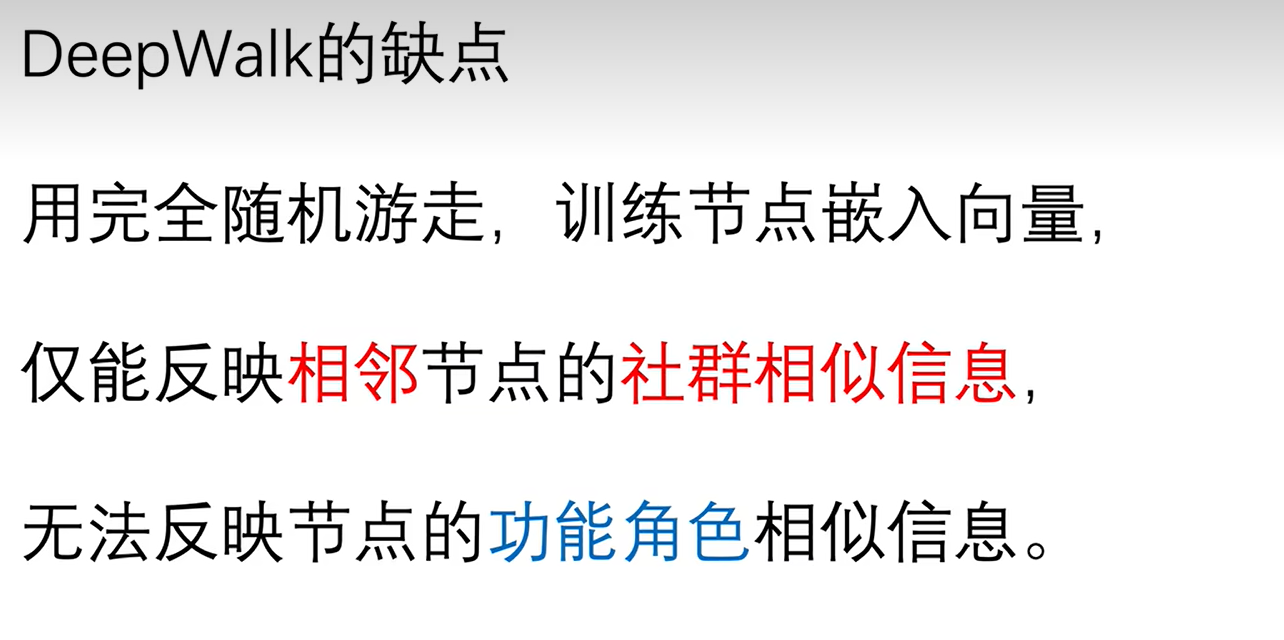 DeepWalk的缺点
用完全随机游走，训练节点嵌入向量，
仅能反映相邻节点的社群相似信息，
无法反映节点的功能角色相似信息。